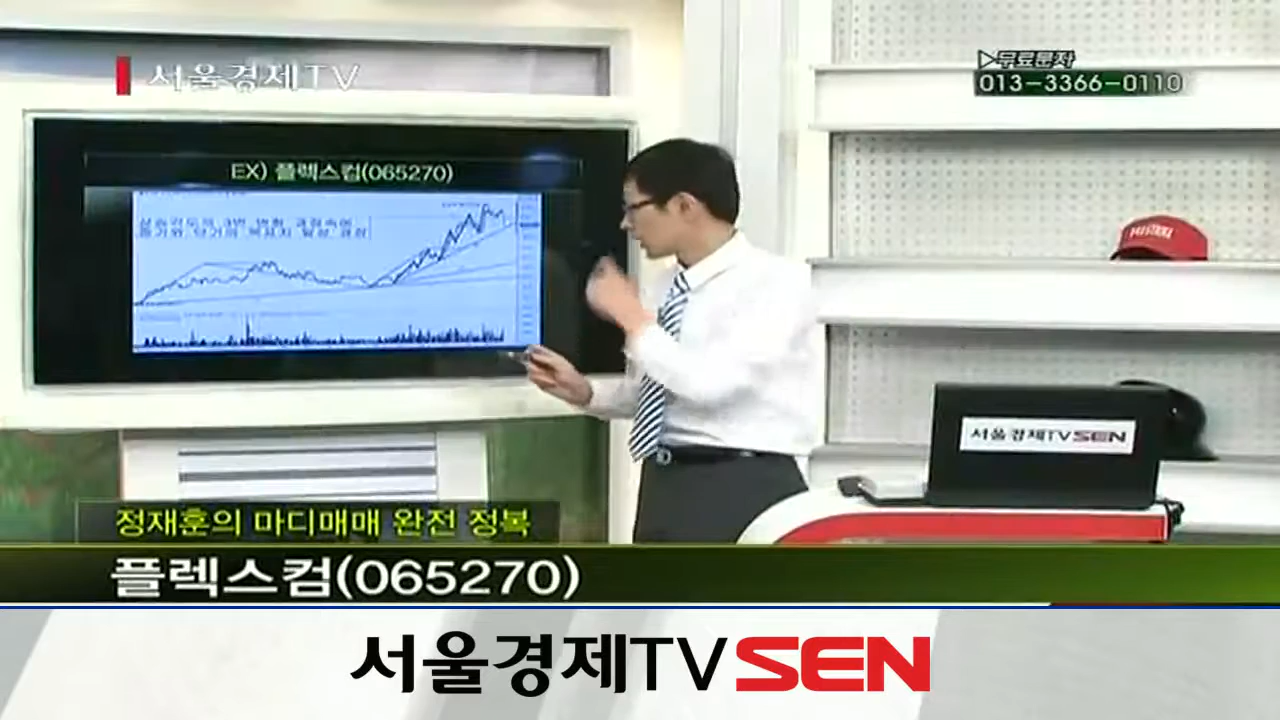 서울경제TV
▷무료문자
013-3366-0110
EX) 플렉스컴(065270)
서울경제TV SEN
정재훈의 마디매매 완전 정복
플렉스컴(065270)
서울경제TV SEN